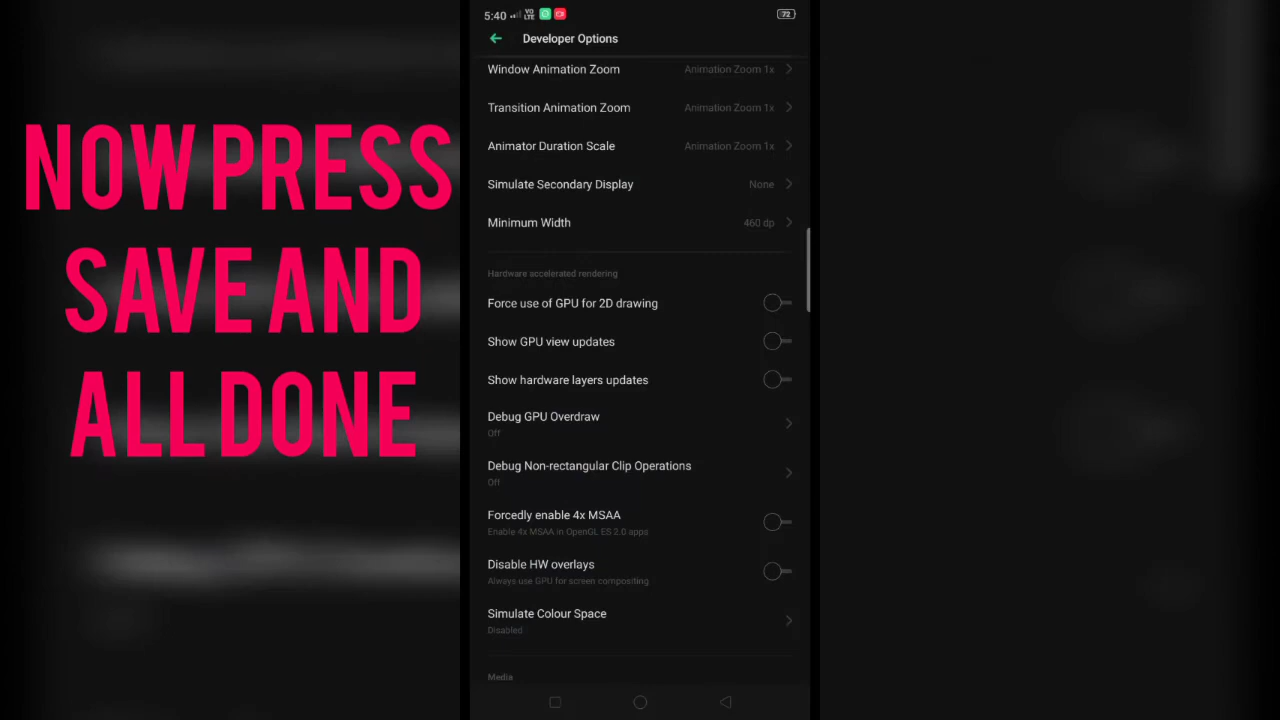 NOW PRESS
SAVE AND
ALL DONE
5:40 VO LTE 72
Developer Options
Window Animation Zoom Animation Zoom 1x
Transition Animation Zoom Animation Zoom 1x
Animator Duration Scale Animation Zoom 1x
Simulate Secondary Display None
Minimum Width 460 dp
Hardware accelerated rendering
Force use of GPU for 2D drawing
Show GPU view updates
Show hardware layers updates
Debug GPU Overdraw
Off
Debug Non-rectangular Clip Operations
Off
Forcedly enable 4x MSAA
Enable 4x MSAA in OpenGL ES 2.0 apps
Disable HW overlays
Always use GPU for screen compositing
Simulate Colour Space
Disabled
Media